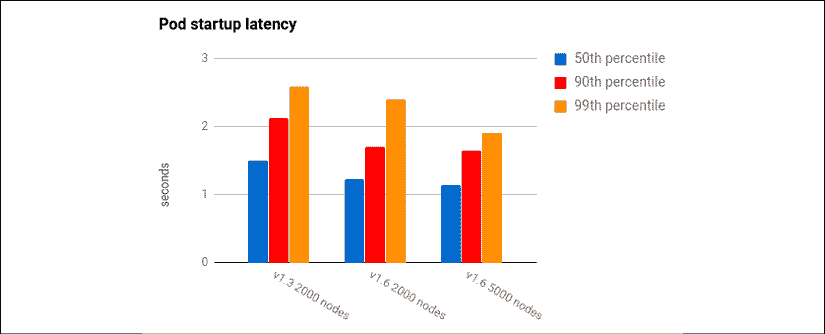 Pod startup latency
3
2
1
0
seconds
v1.3 2000 nodes
v1.6 2000 nodes
v1.6 5000 nodes
50th percentile
90th percentile
99th percentile